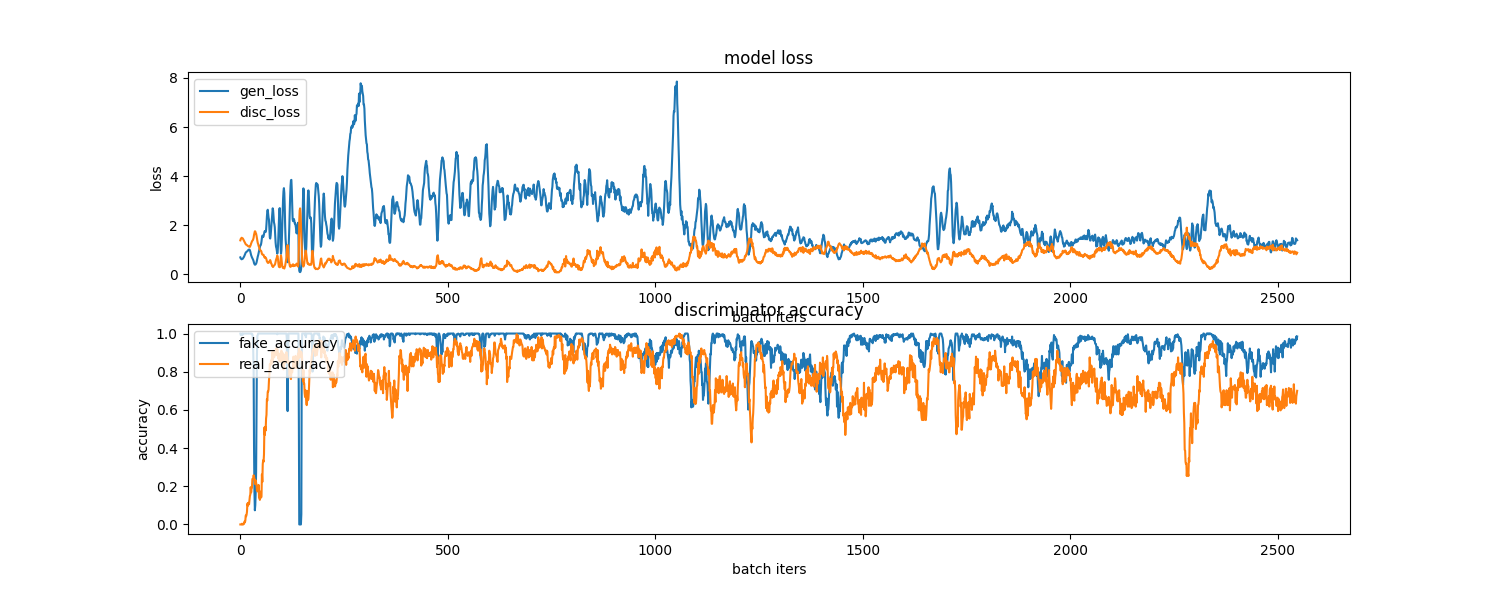 model loss
8
6
4
2
0
loss
gen_loss
disc_loss
0 500 1000 1500 2000 2500
batch iters
discriminator accuracy
1.0
0.8
0.6
0.4
0.2
0.0
accuracy
fake_accuracy
real_accuracy
0 500 1000 1500 2000 2500
batch iters